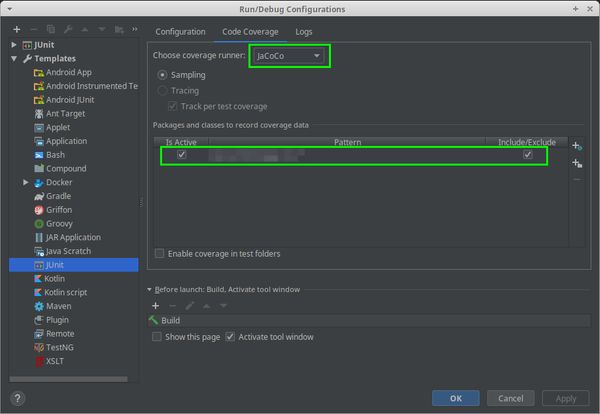 Run/Debug Configurations
JUnit
Templates
Android App
Android Instrumented Te
Android JUnit
Ant Target
Applet
Application
Bash
Compound
Docker
Gradle
Griffon
Groovy
JAR Application
Java Scratch
JUnit
Kotlin
Kotlin script
Maven
Plugin
Remote
TestNG
XSLT
Configuration Code Coverage Logs
Choose coverage runner: JaCoCo
Sampling
Tracing
Track per test coverage
Packages and classes to record coverage data
Is Active Pattern Include/Exclude
Enable coverage in test folders
Before launch: Build, Activate tool window
Build
Show this page Activate tool window
? OK Cancel Apply